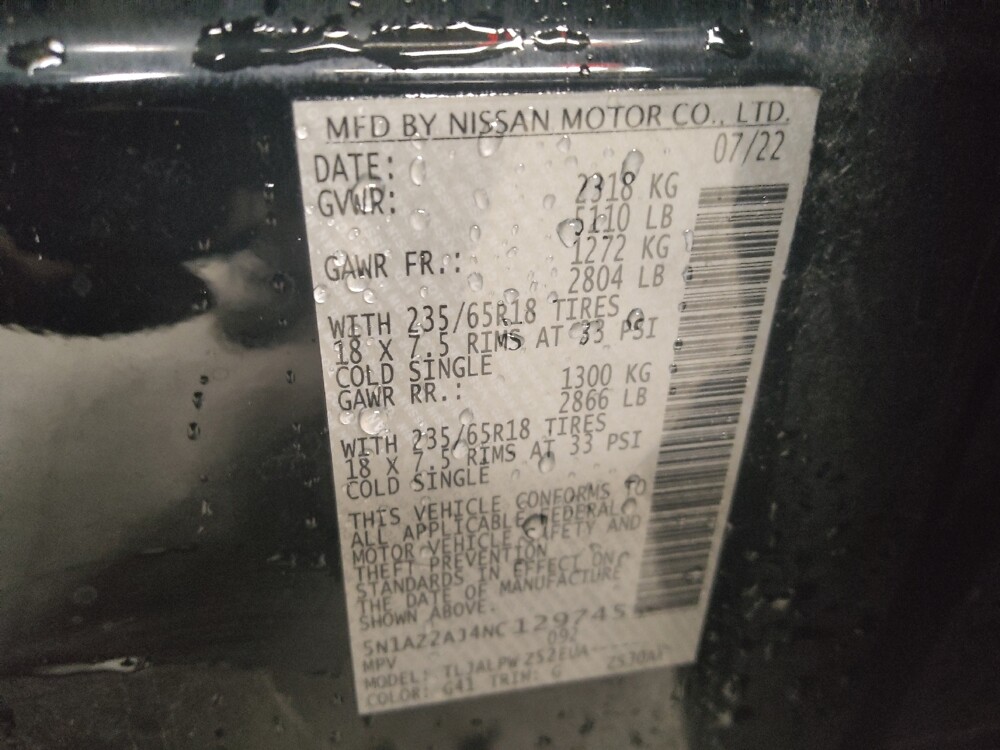 MFD BY NISSAN MOTOR CO., LTD.
DATE: 07/22
GVWR: 2318 KG
5110 LB
GAWR FR.: 1272 KG
2804 LB
WITH 235/65R18 TIRES
18 X 7.5 RIMS AT 33 PSI
COLD SINGLE
GAWR RR.: 1300 KG
2866 LB
WITH 235/65R18 TIRES
18 X 7.5 RIMS AT 33 PSI
COLD SINGLE
THIS VEHICLE CONFORMS TO
ALL APPLICABLE FEDERAL
MOTOR VEHICLE SAFETY AND
THEFT PREVENTION
STANDARDS IN EFFECT ON
THE DATE OF MANUFACTURE
SHOWN ABOVE.
MPV
MODEL:
COLOR: G41 TRIM: G